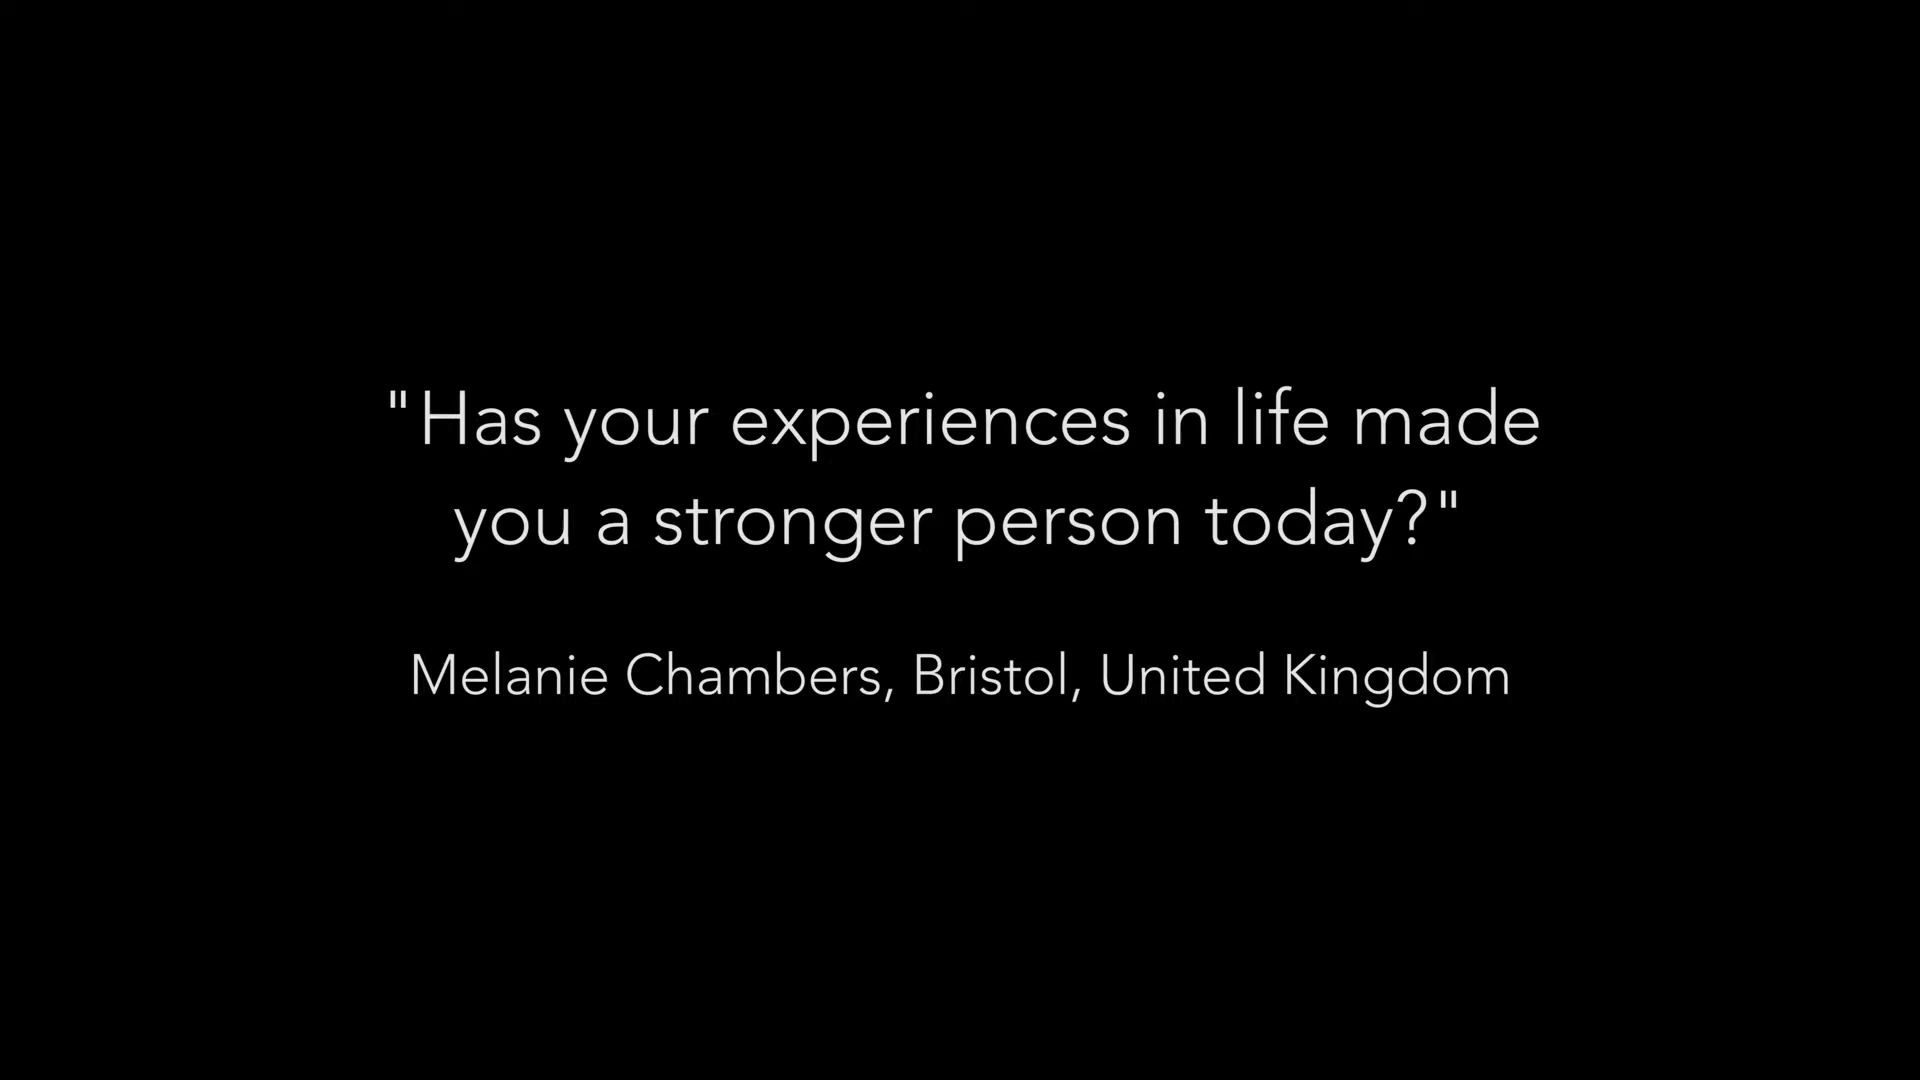 "Has your experiences in life made
you a stronger person today?"
Melanie Chambers, Bristol, United Kingdom